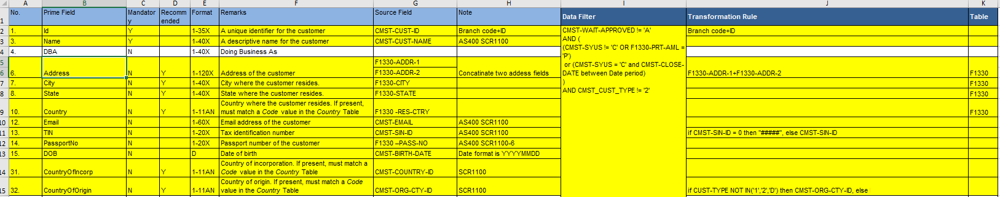 A B C D E F G H I J K
1 No. Prime Field Mandatory Recommended Format Remarks Source Field Note Data Filter Transformation Rule Table
2 1. Id Y 1-35X A unique identifier for the customer CMST-CUST-ID Branch code+ID CMST-WAIT-APPROVED != 'A' Branch code+ID
AND (
3 3. Name Y 1-40X A descriptive name for the customer CMST-CUST-NAME AS400 SCR1100
(CMST-SYUS != 'C' OR F1330-PRT-AML =
4 4. DBA N 1-40X Doing Business As
'P')
5 F1330-ADDR-1
or (CMST-SYUS = 'C' and CMST-CLOSE-
6 6. Address N Y 1-120X Address of the customer F1330-ADDR-2 Concatinate two addess fields DATE between Date period) F1330-ADDR-1+F1330-ADDR-2 F1330
7 7. City N Y 1-40X City where the customer resides. F1330-CITY ) F1330
8 8. State N Y 1-40X State where the customer resides. F1330-STATE AND CMST_CUST_TYPE != '2' F1330
Country where the customer resides. If present,
9 10. Country N Y 1-11AN must match a Code value in the Country Table F1330 -RES-CTRY F1330
10 12. Email N 1-60X Email address of the customer CMST-EMAIL AS400 SCR1100
11 13. TIN N 1-20X Tax identification number CMST-SIN-ID AS400 SCR1100 if CMST-SIN-ID = 0 then "#####", else CMST-SIN-ID
12 14. PassportNo N 1-20X Passport number of the customer F1330 –PASS-NO AS400 SCR1100-6
13 15. DOB N D Date of birth CMST-BIRTH-DATE Date format is YYYYMMDD
Country of incorporation. If present, must match a
14 31. CountryOfIncorp N Y 1-11AN Code value in the Country Table CMST-COUNTRY-ID SCR1100
Country of origin. If present, must match a Code
15 32. CountryOfOrigin N Y 1-11AN value in the Country Table CMST-ORG-CTY-ID SCR1100 if CUST-TYPE NOT IN('1','2','D') then CMST-ORG-CTY-ID, else